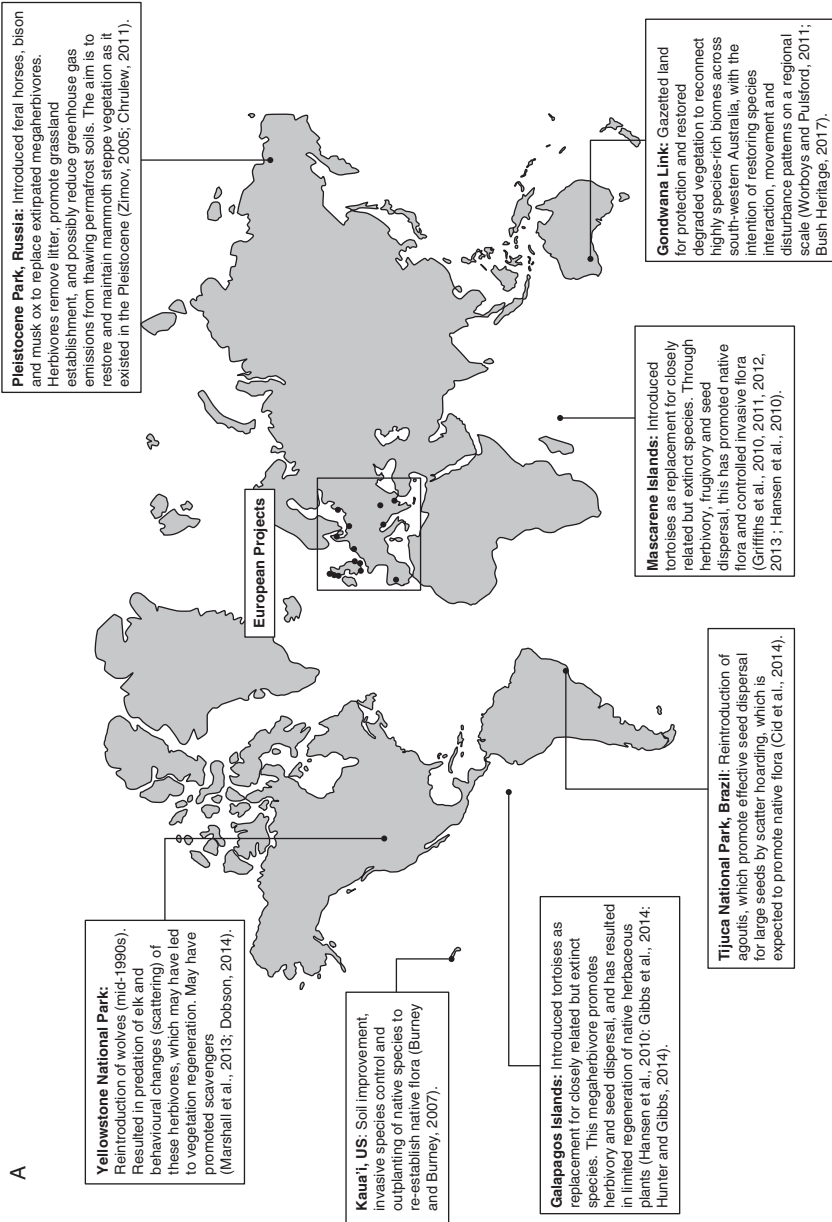 A
Yellowstone National Park:
Reintroduction of wolves (mid-1990s).
Resulted in predation of elk and
behavioural changes (scattering) of
these herbivores, which may have led
to vegetation regeneration. May have
promoted scavengers
(Marshall et al., 2013; Dobson, 2014).
Kaua'i, US: Soil improvement,
invasive species control and
outplanting of native species to
re-establish native flora (Burney
and Burney, 2007).
Galapagos Islands: Introduced tortoises as
replacement for closely related but extinct
species. This megaherbivore promotes
herbivory and seed dispersal, and has resulted
in limited regeneration of native herbaceous
plants (Hansen et al., 2010: Gibbs et al., 2014:
Hunter and Gibbs, 2014).
Tijuca National Park, Brazil: Reintroduction of
agoutis, which promote effective seed dispersal
for large seeds by scatter hoarding, which is
expected to promote native flora (Cid et al., 2014).
European Projects
Mascarene Islands: Introduced
tortoises as replacement for closely
related but extinct species. Through
herbivory, frugivory and seed
dispersal, this has promoted native
flora and controlled invasive flora
(Griffiths et al., 2010, 2011, 2012,
2013 ; Hansen et al., 2010).
Pleistocene Park, Russia: Introduced feral horses, bison
and musk ox to replace extipated megaherbivores.
Herbivores remove litter, promote grassland
establishment, and possibly reduce greenhouse gas
emissions from thawing permafrost soils. The aim is to
restore and maintain mammoth steppe vegetation as it
existed in the Pleistocene (Zimov, 2005; Chrulew, 2011).
Gondwana Link: Gazetted land
for protection and restored
degraded vegetation to reconnect
highly species-rich biomes across
south-western Australia, with the
intention of restoring species
interaction, movement and
disturbance patterns on a regional
scale (Worboys and Pulsford, 2011;
Bush Heritage, 2017).